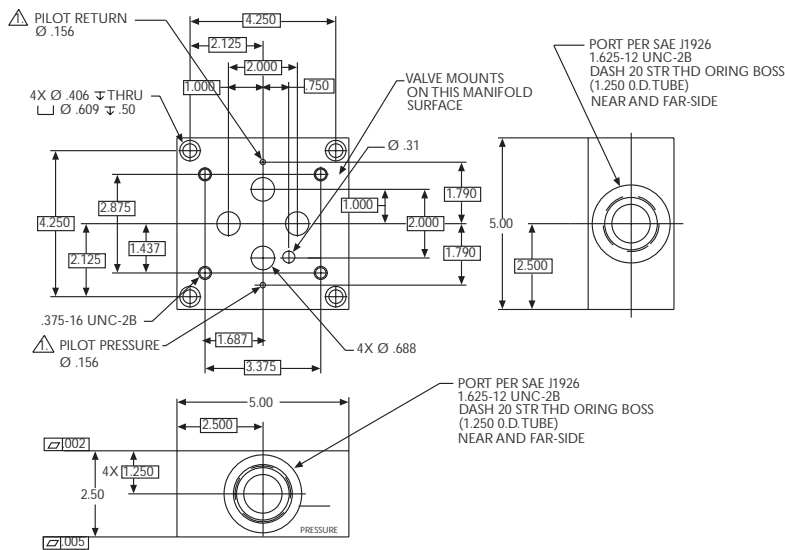 1. PILOT RETURN
Ø .156
4.250
2.125
2.000
1.000
.750
4X Ø .406 ↧ THRU
⌴ Ø .609 ↧ .50
VALVE MOUNTS
ON THIS MANIFOLD
SURFACE
Ø .31
PORT PER SAE J1926
1.625-12 UNC-2B
DASH 20 STR THD ORING BOSS
(1.250 0.D. TUBE)
NEAR AND FAR-SIDE
4.250
2.875
2.125
1.437
1.000
1.790
2.000
1.790
5.00
2.500
.375-16 UNC-2B
1. PILOT PRESSURE
Ø .156
1.687
3.375
4X Ø .688
PORT PER SAE J1926
1.625-12 UNC-2B
DASH 20 STR THD ORING BOSS
(1.250 0.D. TUBE)
NEAR AND FAR-SIDE
5.00
2.500
⏥ .002
4X 1.250
2.50
PRESSURE
⏥ .005